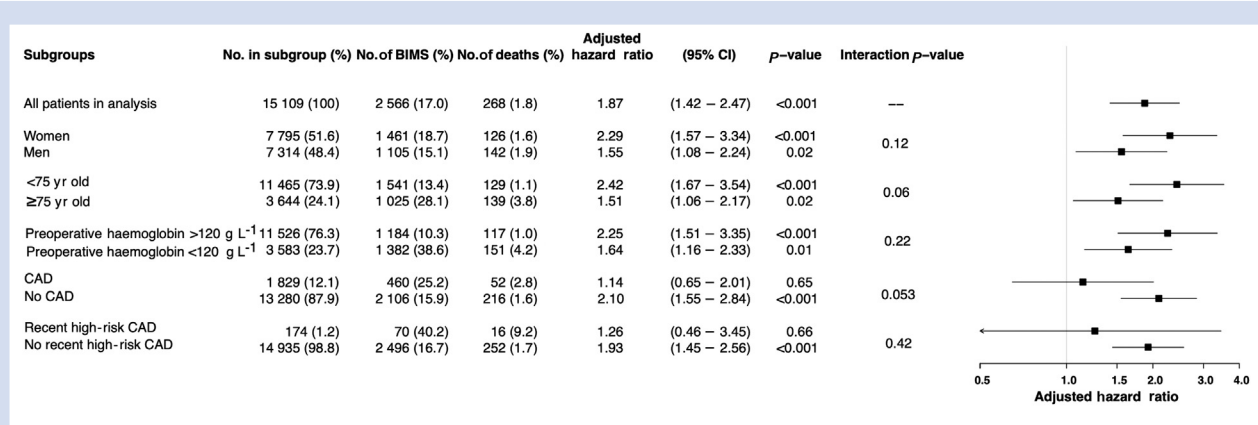 Subgroups No. in subgroup (%) No.of BIMS (%) No.of deaths (%) Adjusted hazard ratio (95% CI) P–value Interaction P–value
All patients in analysis 15 109 (100) 2 566 (17.0) 268 (1.8) 1.87 (1.42 – 2.47) <0.001 --
Women 7 795 (51.6) 1 461 (18.7) 126 (1.6) 2.29 (1.57 – 3.34) <0.001
Men 7 314 (48.4) 1 105 (15.1) 142 (1.9) 1.55 (1.08 – 2.24) 0.02
0.12
<75 yr old 11 465 (73.9) 1 541 (13.4) 129 (1.1) 2.42 (1.67 – 3.54) <0.001
≥75 yr old 3 644 (24.1) 1 025 (28.1) 139 (3.8) 1.51 (1.06 – 2.17) 0.02
0.06
Preoperative haemoglobin >120 g L-1 11 526 (76.3) 1 184 (10.3) 117 (1.0) 2.25 (1.51 – 3.35) <0.001
Preoperative haemoglobin <120 g L-1 3 583 (23.7) 1 382 (38.6) 151 (4.2) 1.64 (1.16 – 2.33) 0.01
0.22
CAD 1 829 (12.1) 460 (25.2) 52 (2.8) 1.14 (0.65 – 2.01) 0.65
No CAD 13 280 (87.9) 2 106 (15.9) 216 (1.6) 2.10 (1.55 – 2.84) <0.001
0.053
Recent high-risk CAD 174 (1.2) 70 (40.2) 16 (9.2) 1.26 (0.46 – 3.45) 0.66
No recent high-risk CAD 14 935 (98.8) 2 496 (16.7) 252 (1.7) 1.93 (1.45 – 2.56) <0.001
0.42
0.5 1.0 1.5 2.0 3.0 4.0
Adjusted hazard ratio